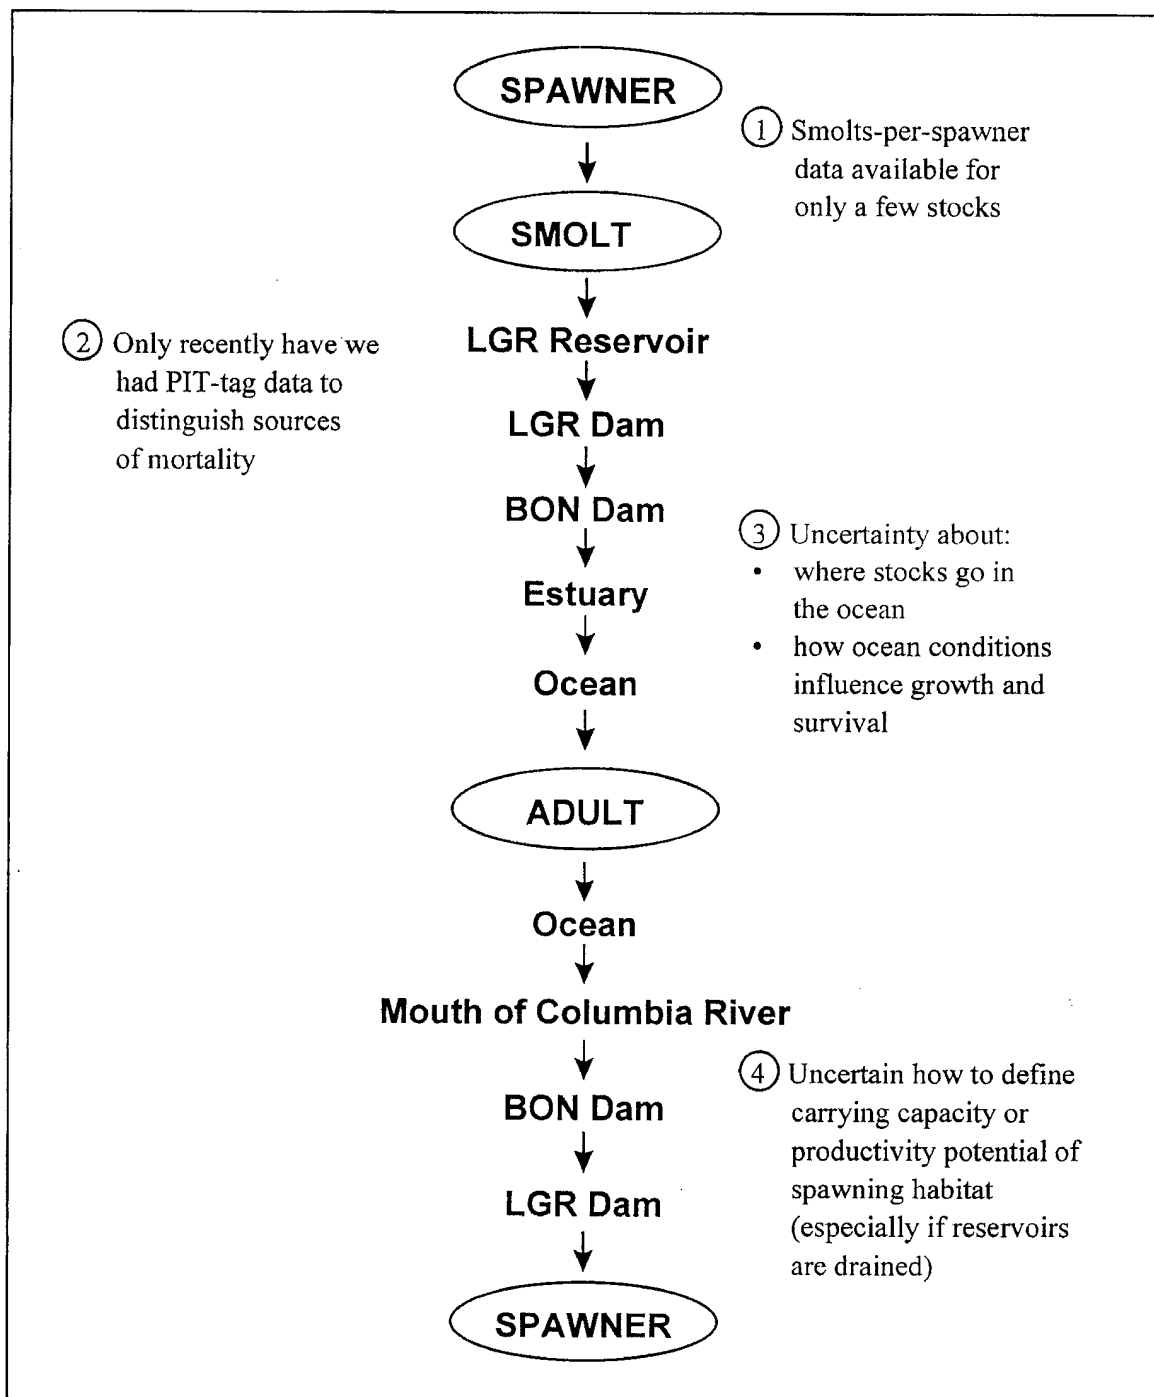 SPAWNER
① Smolts-per-spawner
data available for
only a few stocks
SMOLT
LGR Reservoir
② Only recently have we
had PIT-tag data to
distinguish sources
of mortality
LGR Dam
BON Dam
③ Uncertainty about:
• where stocks go in
the ocean
• how ocean conditions
influence growth and
survival
Estuary
Ocean
ADULT
Ocean
Mouth of Columbia River
④ Uncertain how to define
carrying capacity or
productivity potential of
spawning habitat
(especially if reservoirs
are drained)
BON Dam
LGR Dam
SPAWNER